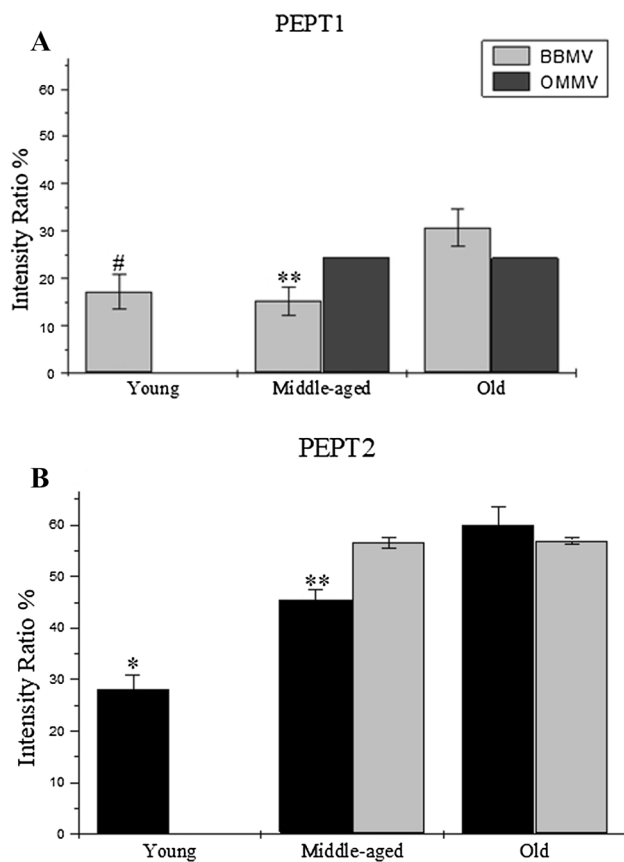 PEPT1
A
BBMV
OMMV
Intensity Ratio %
60
50
40
30
20
10
0
#
**
Young Middle-aged Old
PEPT2
B
Intensity Ratio %
60
50
40
30
20
10
0
*
**
Young Middle-aged Old